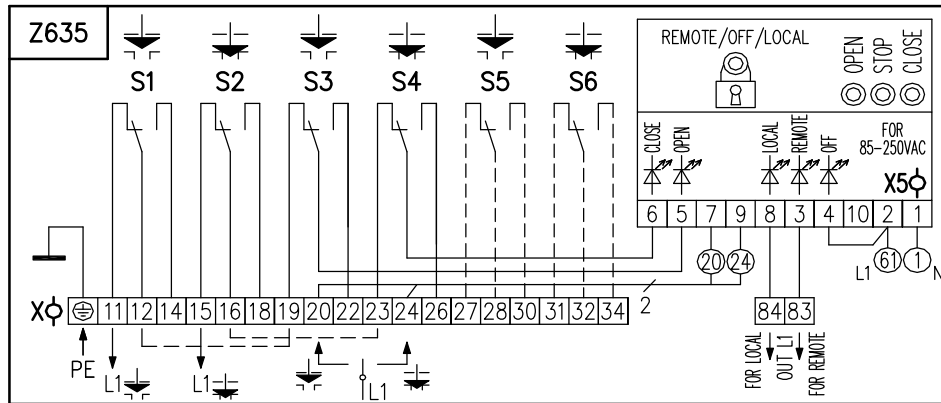 Z635
S1 S2 S3 S4 S5 S6
REMOTE/OFF/LOCAL
OPEN
STOP
CLOSE
CLOSE
OPEN
LOCAL
REMOTE
OFF
FOR
85-250VAC
X5
6 5 7 9 8 3 4 10 2 1
20 24
L1 61 1 N
2
X 11 12 14 15 16 18 19 20 22 23 24 26 27 28 30 31 32 34
84 83
PE L1 L1 L1
FOR LOCAL
OUT L1
FOR REMOTE